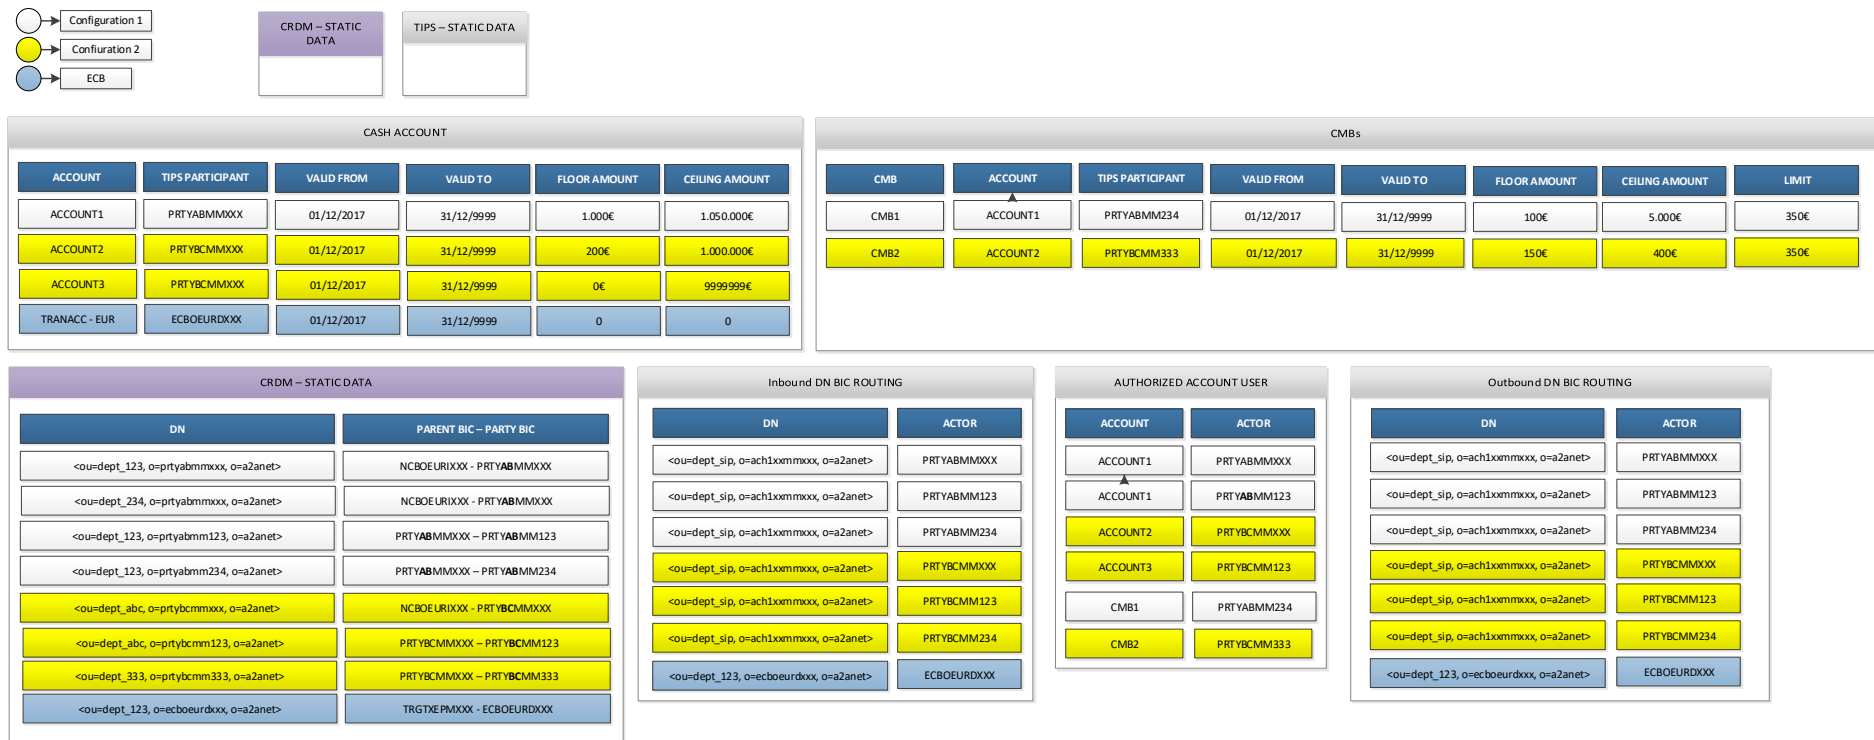 Configuration 1
Confiuration 2
ECB
CRDM – STATIC
DATA
TIPS – STATIC DATA
CASH ACCOUNT
ACCOUNT TIPS PARTICIPANT VALID FROM VALID TO FLOOR AMOUNT CEILING AMOUNT
ACCOUNT1 PRTYABMMXXX 01/12/2017 31/12/9999 1.000€ 1.050.000€
ACCOUNT2 PRTYBCMMXXX 01/12/2017 31/12/9999 200€ 1.000.000€
ACCOUNT3 PRTYBCMMXXX 01/12/2017 31/12/9999 0€ 9999999€
TRANACC - EUR ECBOEURDXXX 01/12/2017 31/12/9999 0 0
CMBs
CMB ACCOUNT TIPS PARTICIPANT VALID FROM VALID TO FLOOR AMOUNT CEILING AMOUNT LIMIT
CMB1 ACCOUNT1 PRTYABMM234 01/12/2017 31/12/9999 100€ 5.000€ 350€
CMB2 ACCOUNT2 PRTYBCMM333 01/12/2017 31/12/9999 150€ 400€ 350€
CRDM – STATIC DATA
DN PARENT BIC – PARTY BIC
<ou=dept_123, o=prtyabmmxxx, o=a2anet> NCBOEURIXXX - PRTYABMMXXX
<ou=dept_234, o=prtyabmmxxx, o=a2anet> NCBOEURIXXX - PRTYABMMXXX
<ou=dept_123, o=prtyabmm123, o=a2anet> PRTYABMMXXX – PRTYABMM123
<ou=dept_123, o=prtyabmm234, o=a2anet> PRTYABMMXXX – PRTYABMM234
<ou=dept_abc, o=prtybcmmxxx, o=a2anet> NCBOEURIXXX - PRTYBCMMXXX
<ou=dept_abc, o=prtybcmm123, o=a2anet> PRTYBCMMXXX – PRTYBCMM123
<ou=dept_333, o=prtybcmm333, o=a2anet> PRTYBCMMXXX – PRTYBCMM333
<ou=dept_123, o=ecboeurdxxx, o=a2anet> TRGTXEPMXXX - ECBOEURDXXX
Inbound DN BIC ROUTING
DN ACTOR
<ou=dept_sip, o=ach1xxmmxxx, o=a2anet> PRTYABMMXXX
<ou=dept_sip, o=ach1xxmmxxx, o=a2anet> PRTYABMM123
<ou=dept_sip, o=ach1xxmmxxx, o=a2anet> PRTYABMM234
<ou=dept_sip, o=ach1xxmmxxx, o=a2anet> PRTYBCMMXXX
<ou=dept_sip, o=ach1xxmmxxx, o=a2anet> PRTYBCMM123
<ou=dept_sip, o=ach1xxmmxxx, o=a2anet> PRTYBCMM234
<ou=dept_123, o=ecboeurdxxx, o=a2anet> ECBOEURDXXX
AUTHORIZED ACCOUNT USER
ACCOUNT ACTOR
ACCOUNT1 PRTYABMMXXX
ACCOUNT1 PRTYABMM123
ACCOUNT2 PRTYBCMMXXX
ACCOUNT3 PRTYBCMM123
CMB1 PRTYABMM234
CMB2 PRTYBCMM333
Outbound DN BIC ROUTING
DN ACTOR
<ou=dept_sip, o=ach1xxmmxxx, o=a2anet> PRTYABMMXXX
<ou=dept_sip, o=ach1xxmmxxx, o=a2anet> PRTYABMM123
<ou=dept_sip, o=ach1xxmmxxx, o=a2anet> PRTYABMM234
<ou=dept_sip, o=ach1xxmmxxx, o=a2anet> PRTYBCMMXXX
<ou=dept_sip, o=ach1xxmmxxx, o=a2anet> PRTYBCMM123
<ou=dept_sip, o=ach1xxmmxxx, o=a2anet> PRTYBCMM234
<ou=dept_123, o=ecboeurdxxx, o=a2anet> ECBOEURDXXX